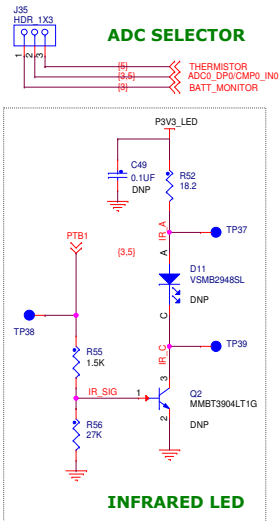 J35
HDR_1X3
ADC SELECTOR
1
2
3
{5}
THERMISTOR
{3,5}
ADC0_DP0/CMP0_IN0
{3}
BATT_MONITOR
P3V3_LED
C49
0.1UF
DNP
R52
18.2
PTB1
{3,5}
IR_A
TP37
A
D11
VSMB2948SL
DNP
C
TP38
IR_C
TP39
R55
1.5K
3
Q2
MMBT3904LT1G
IR_SIG
1
2
DNP
R56
27K
INFRARED LED